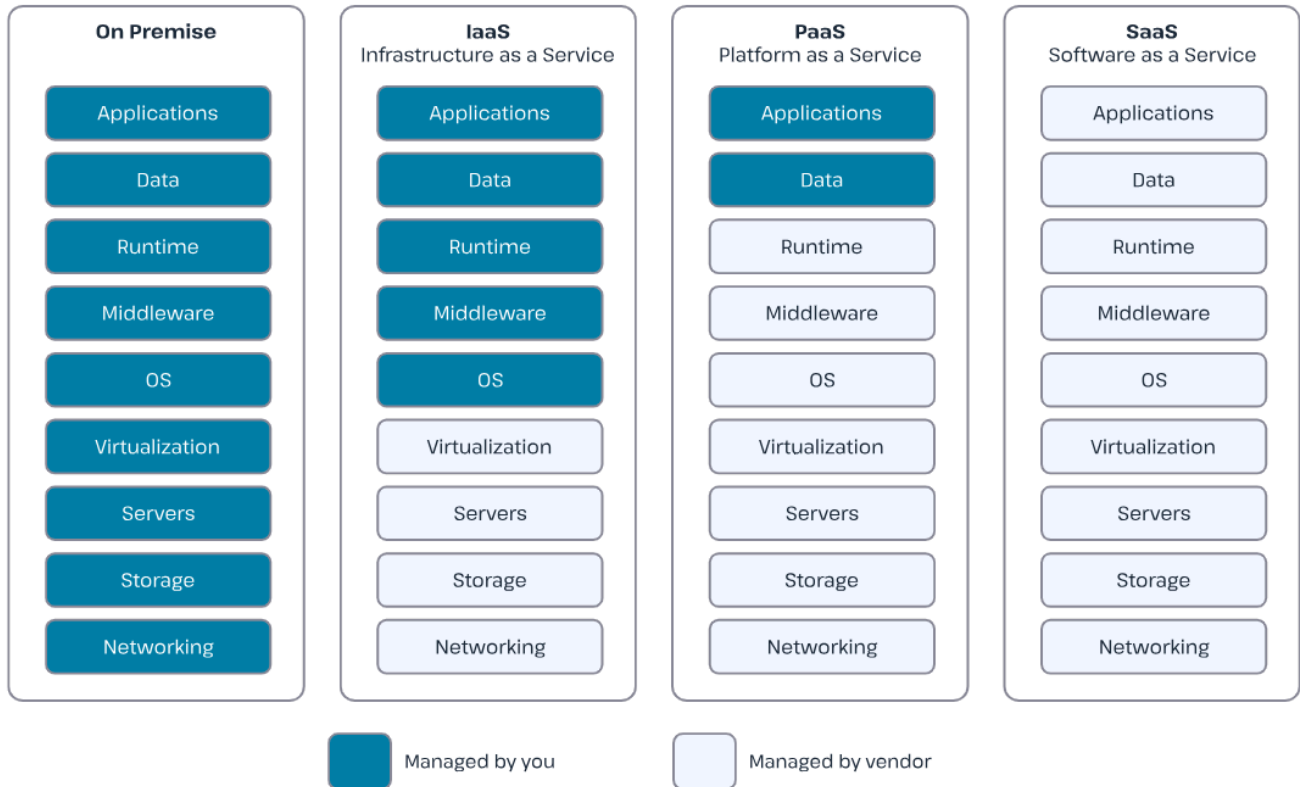 On Premise
Applications
Data
Runtime
Middleware
OS
Virtualization
Servers
Storage
Networking
IaaS
Infrastructure as a Service
Applications
Data
Runtime
Middleware
OS
Virtualization
Servers
Storage
Networking
PaaS
Platform as a Service
Applications
Data
Runtime
Middleware
OS
Virtualization
Servers
Storage
Networking
SaaS
Software as a Service
Applications
Data
Runtime
Middleware
OS
Virtualization
Servers
Storage
Networking
Managed by you
Managed by vendor